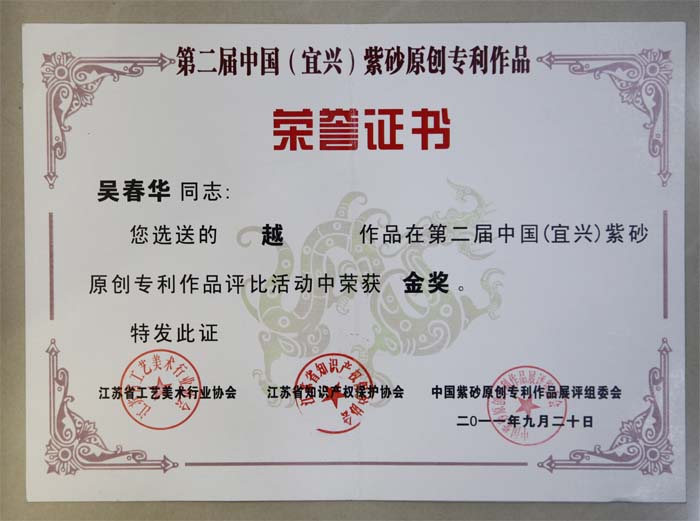 第二届中国(宜兴)紫砂原创专利作品
荣誉证书
吴春华 同志:
您选送的 越 作品在第二届中国(宜兴)紫砂
原创专利作品评比活动中荣获 金奖。
特发此证
江苏省工艺美术行业协会 江苏省知识产权保护协会 中国紫砂原创专利作品展评组委会
二〇一一年九月二十日